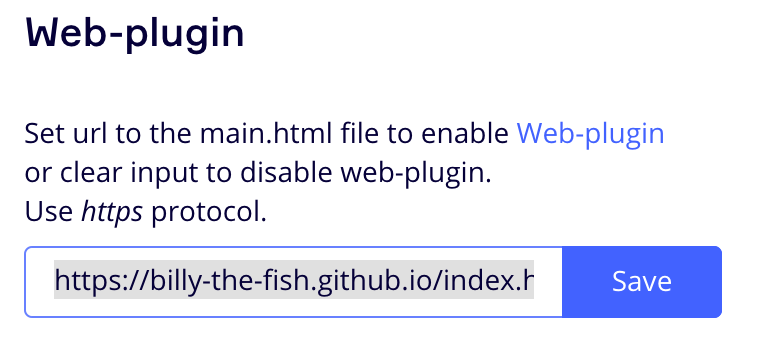 Web-plugin
Set url to the main.html file to enable Web-plugin
or clear input to disable web-plugin.
Use https protocol.
https://billy-the-fish.github.io/index.h
Save